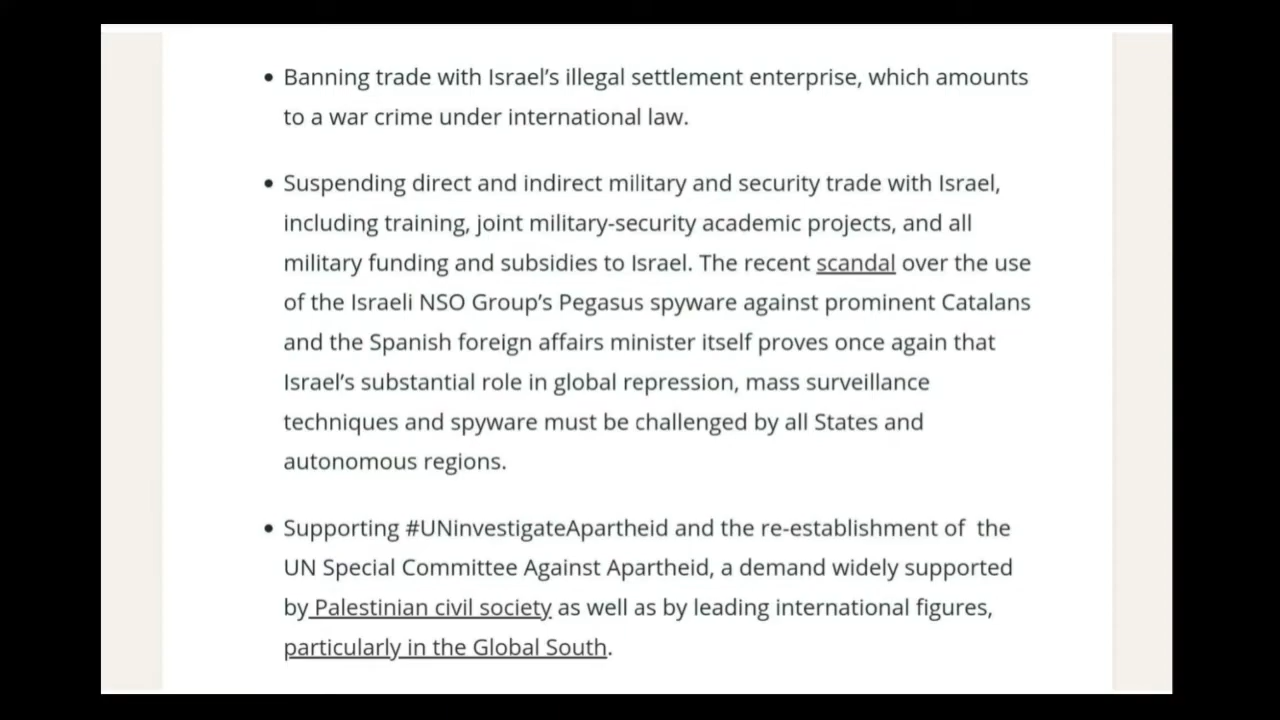 • Banning trade with Israel’s illegal settlement enterprise, which amounts
to a war crime under international law.
• Suspending direct and indirect military and security trade with Israel,
including training, joint military-security academic projects, and all
military funding and subsidies to Israel. The recent scandal over the use
of the Israeli NSO Group’s Pegasus spyware against prominent Catalans
and the Spanish foreign affairs minister itself proves once again that
Israel’s substantial role in global repression, mass surveillance
techniques and spyware must be challenged by all States and
autonomous regions.
• Supporting #UNinvestigateApartheid and the re-establishment of  the
UN Special Committee Against Apartheid, a demand widely supported
by Palestinian civil society as well as by leading international figures,
particularly in the Global South.